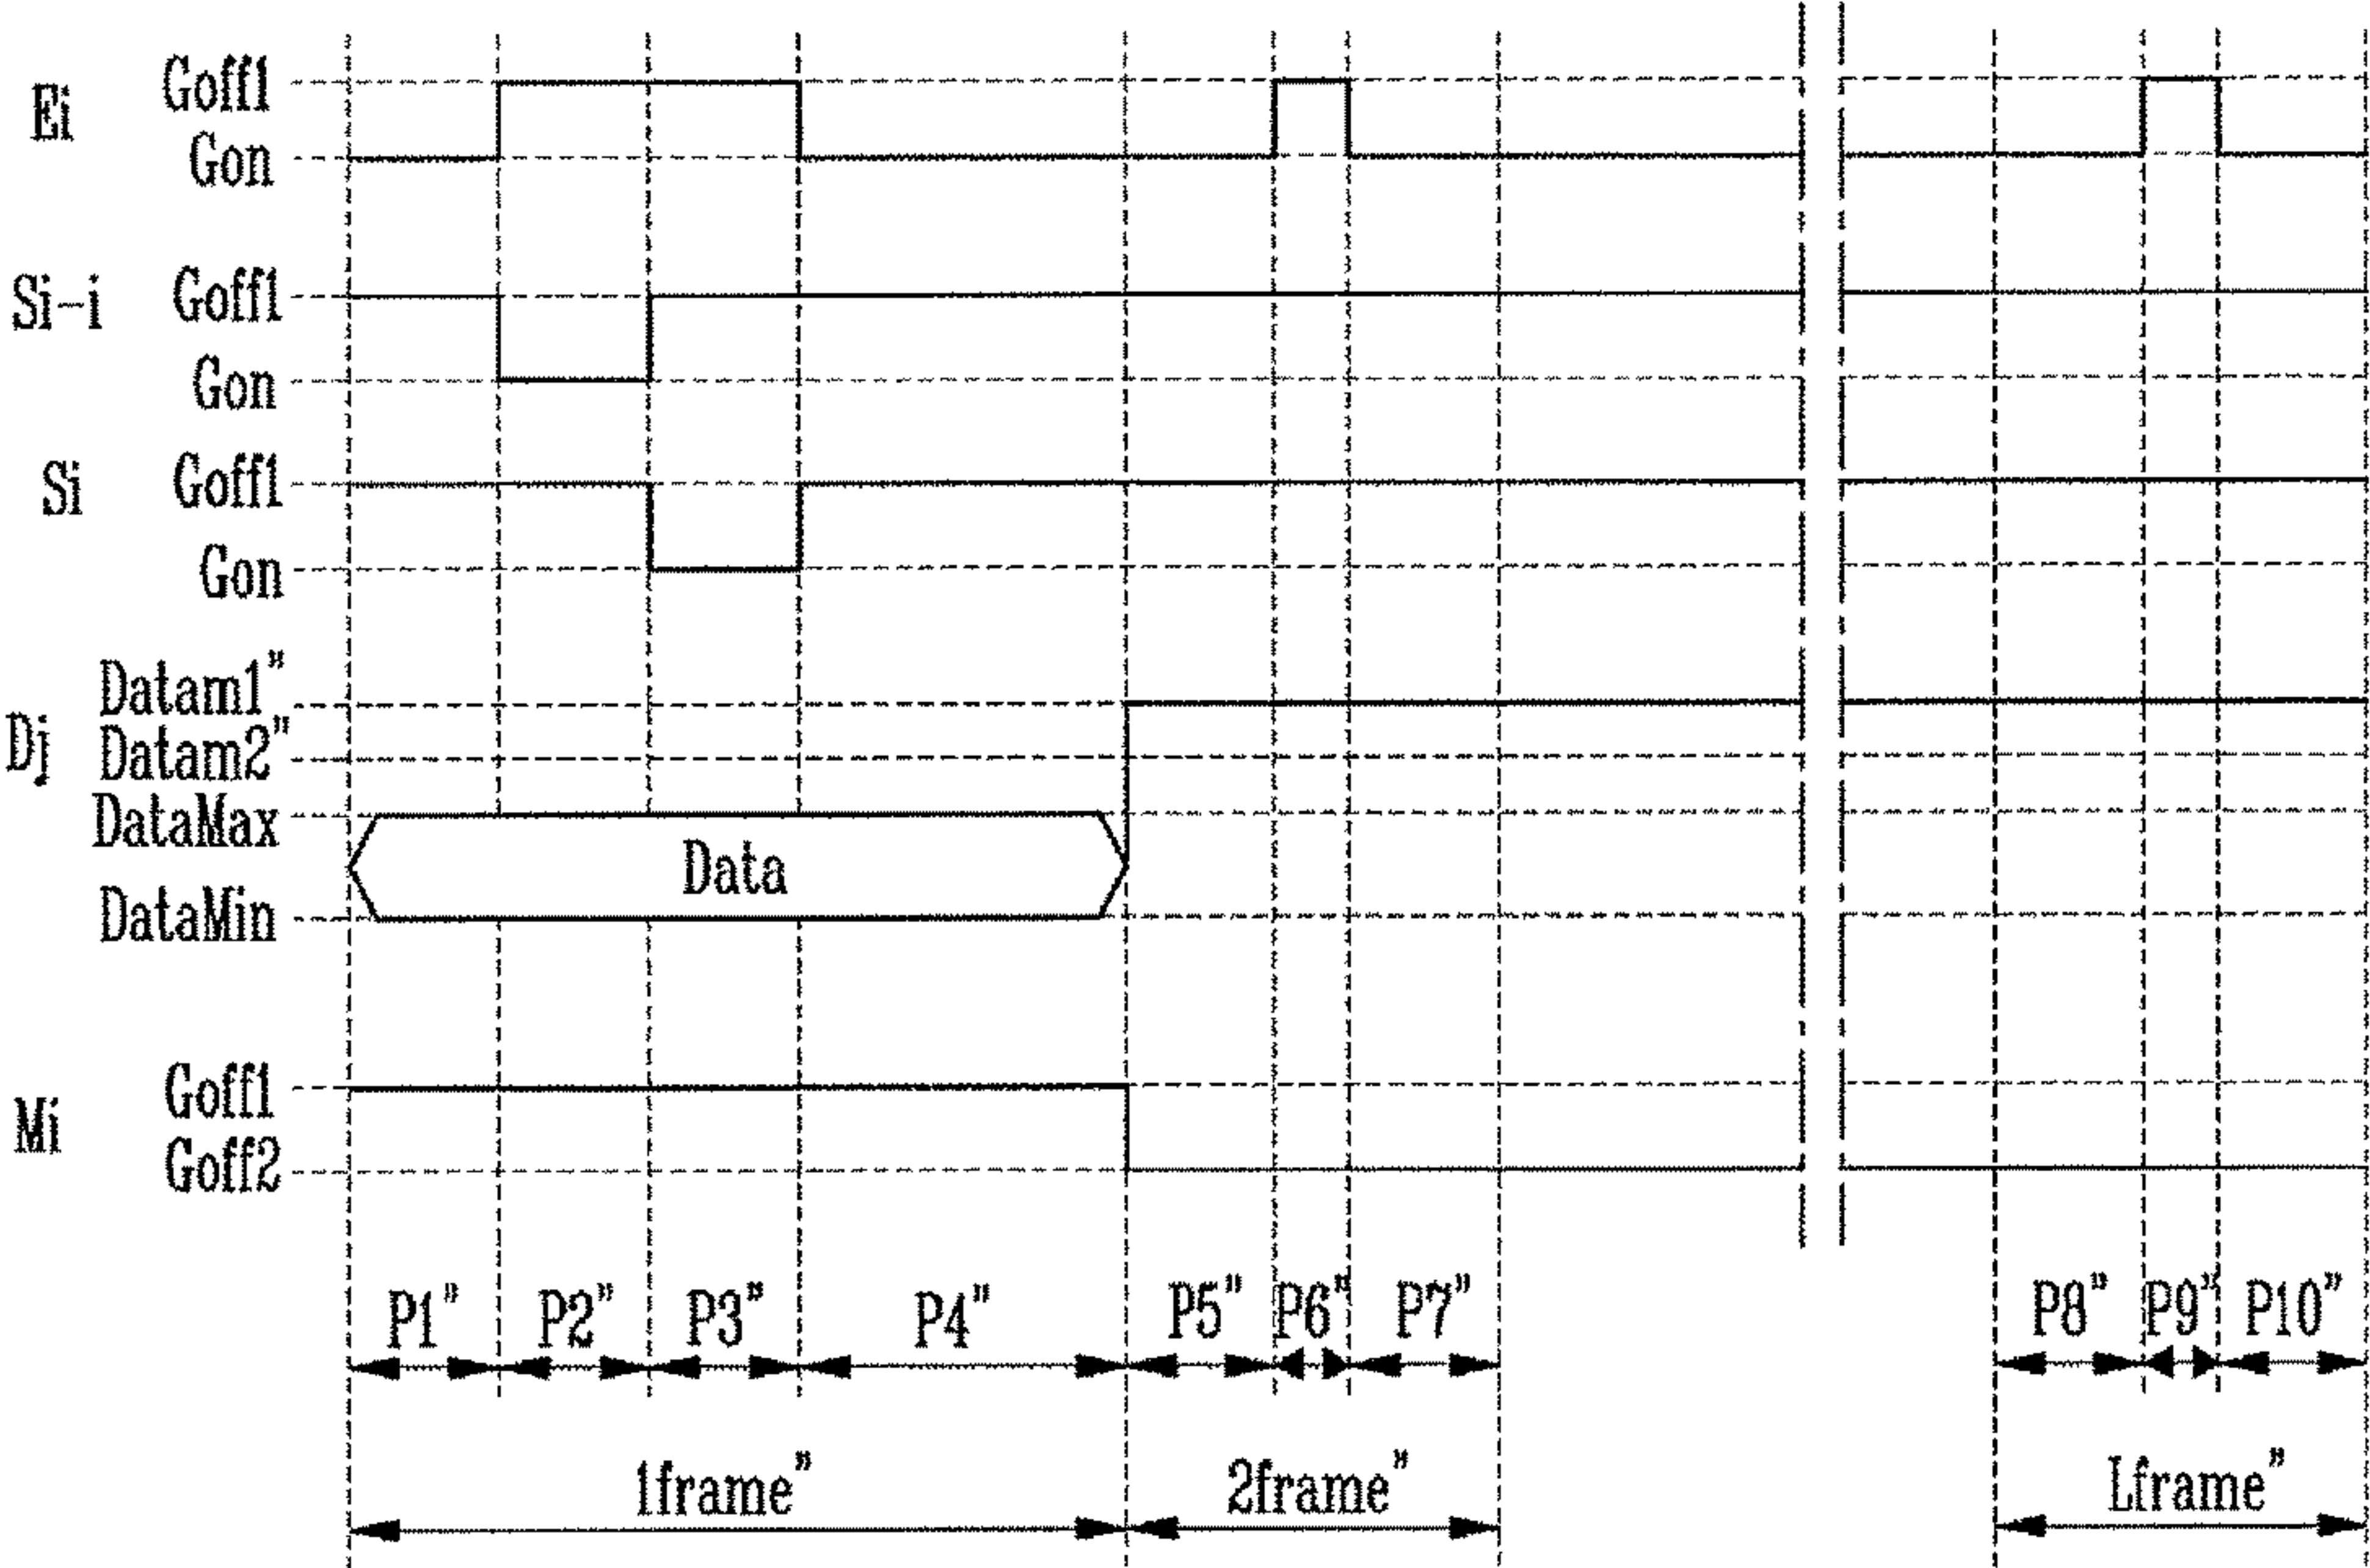 Ei Goff1
Gon
Si-i Goff1
Gon
Si Goff1
Gon
Dj Datam1"
Datam2"
DataMax
Data
DataMin
Mi Goff1
Goff2
P1" P2" P3" P4" P5" P6" P7" P8" P9" P10"
1frame" 2frame" Lframe"